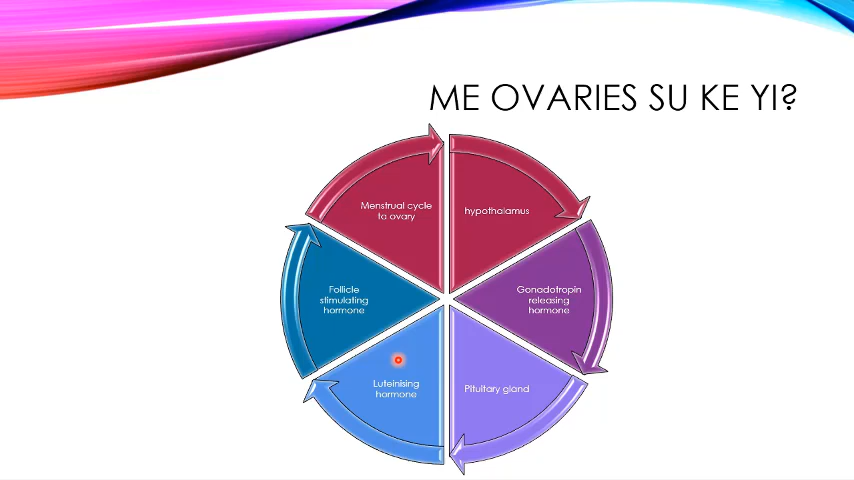 ME OVARIES SU KE YI?
Menstrual cycle
to ovary
hypothalamus
Follicle
stimulating
hormone
Gonadotropin
releasing
hormone
Luteinising
hormone
Pituitary gland